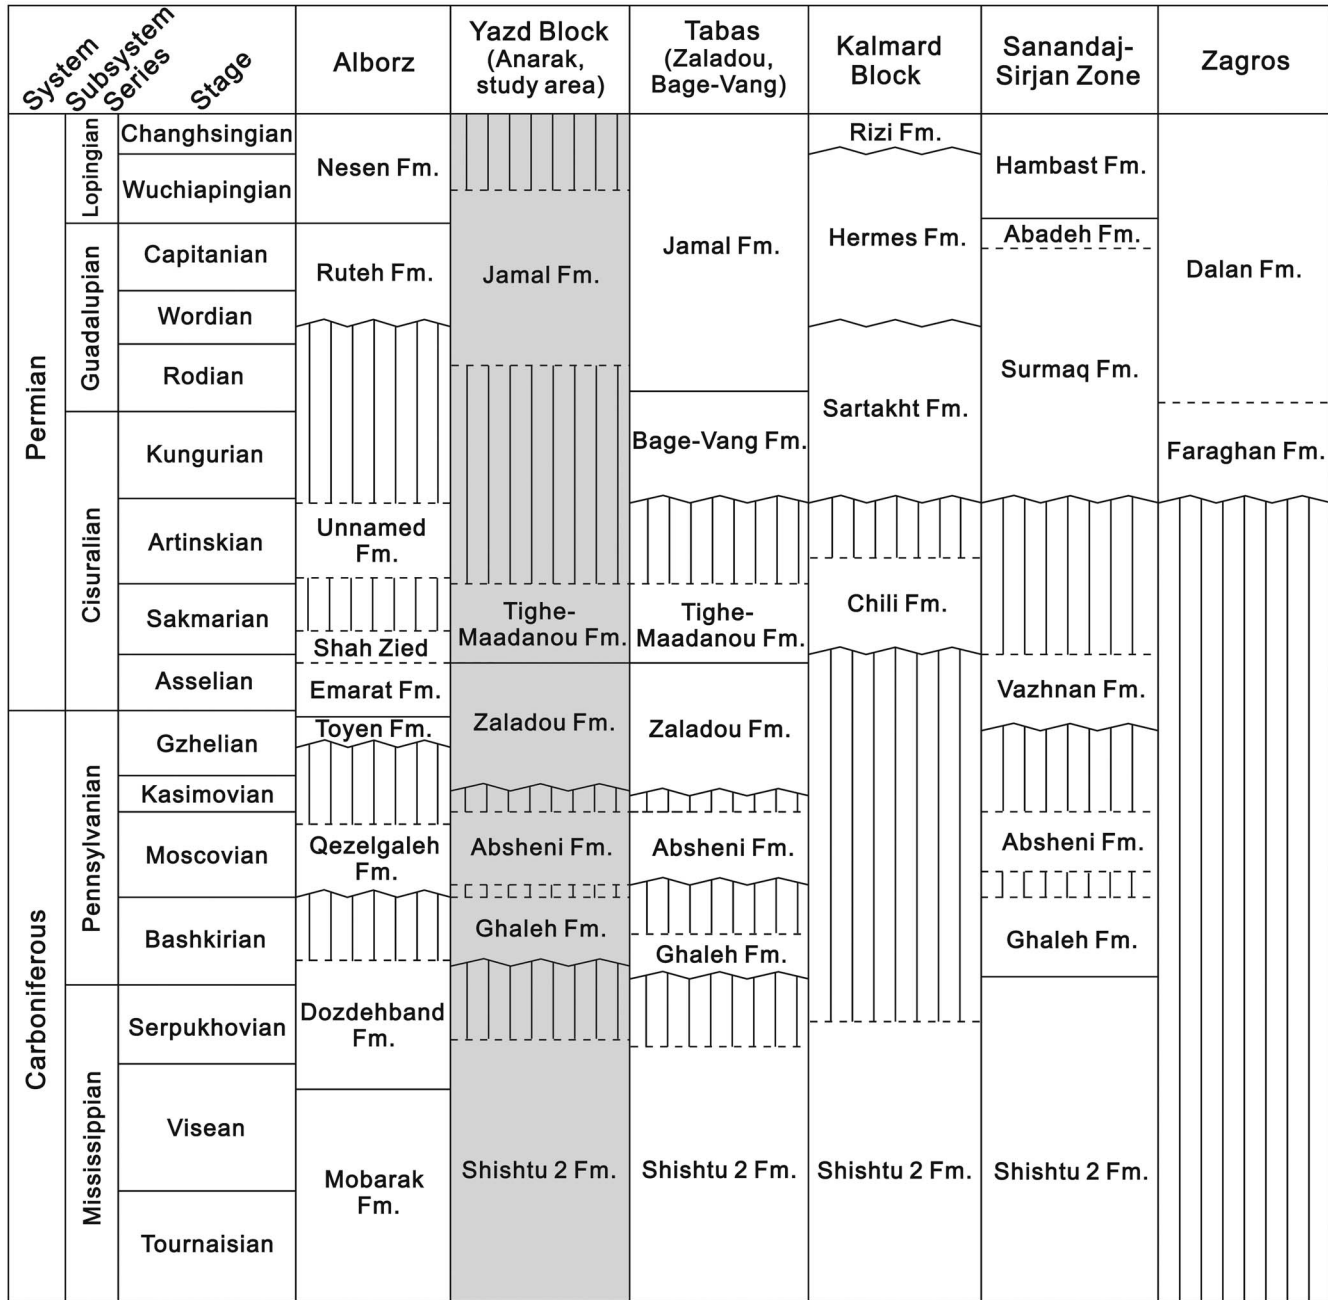 System
Subsystem
Series
Stage
Alborz
Yazd Block
(Anarak,
study area)
Tabas
(Zaladou,
Bage-Vang)
Kalmard
Block
Sanandaj-
Sirjan Zone
Zagros
Permian
Carboniferous
Lopingian
Guadalupian
Cisuralian
Pennsylvanian
Mississippian
Changhsingian
Wuchiapingian
Capitanian
Wordian
Rodian
Kungurian
Artinskian
Sakmarian
Asselian
Gzhelian
Kasimovian
Moscovian
Bashkirian
Serpukhovian
Visean
Tournaisian
Nesen Fm.
Ruteh Fm.
Unnamed
Fm.
Shah Zied
Emarat Fm.
Toyen Fm.
Qezelgaleh
Fm.
Dozdehband
Fm.
Mobarak
Fm.
Jamal Fm.
Tighe-
Maadanou Fm.
Zaladou Fm.
Absheni Fm.
Ghaleh Fm.
Shishtu 2 Fm.
Jamal Fm.
Bage-Vang Fm.
Tighe-
Maadanou Fm.
Zaladou Fm.
Absheni Fm.
Ghaleh Fm.
Shishtu 2 Fm.
Rizi Fm.
Hermes Fm.
Sartakht Fm.
Chili Fm.
Shishtu 2 Fm.
Hambast Fm.
Abadeh Fm.
Surmaq Fm.
Vazhnan Fm.
Absheni Fm.
Ghaleh Fm.
Shishtu 2 Fm.
Dalan Fm.
Faraghan Fm.